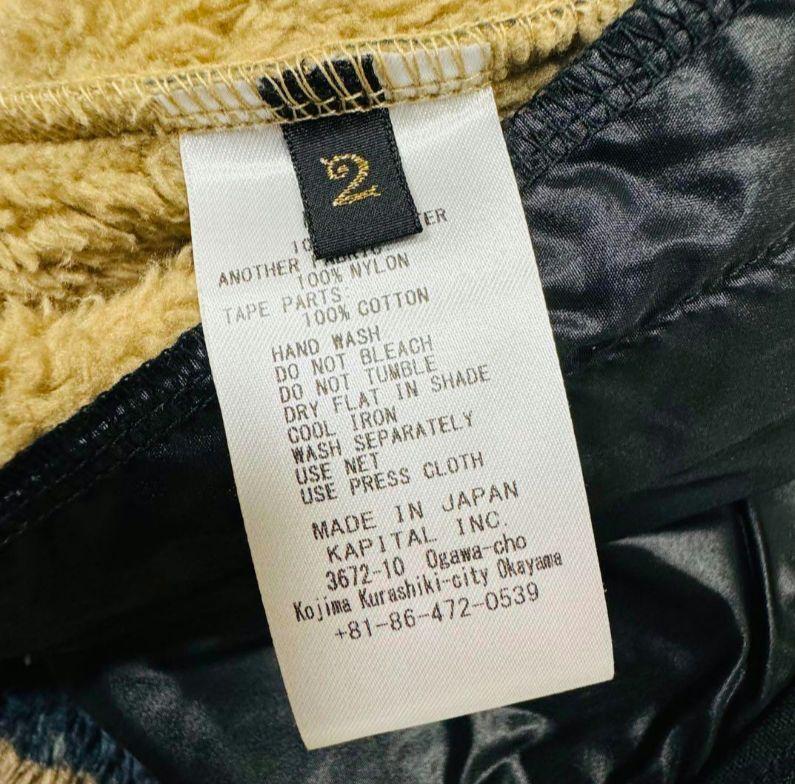 2
ANOTHER
100% NYLON
TAPE PARTS
100% COTTON
HAND WASH
DO NOT BLEACH
DO NOT TUMBLE
DRY FLAT IN SHADE
COOL IRON
WASH SEPARATELY
USE NET
USE PRESS CLOTH
MADE IN JAPAN
KAPITAL INC.
3672-10 Ogawa-cho
Kojima Kurashiki-city Okayama
+81-86-472-0539